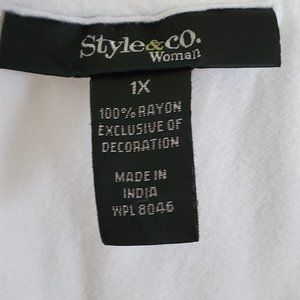 Style&co.
Woman
1X
100% RAYON
EXCLUSIVE OF
DECORATION
MADE IN
INDIA
WPL 8046